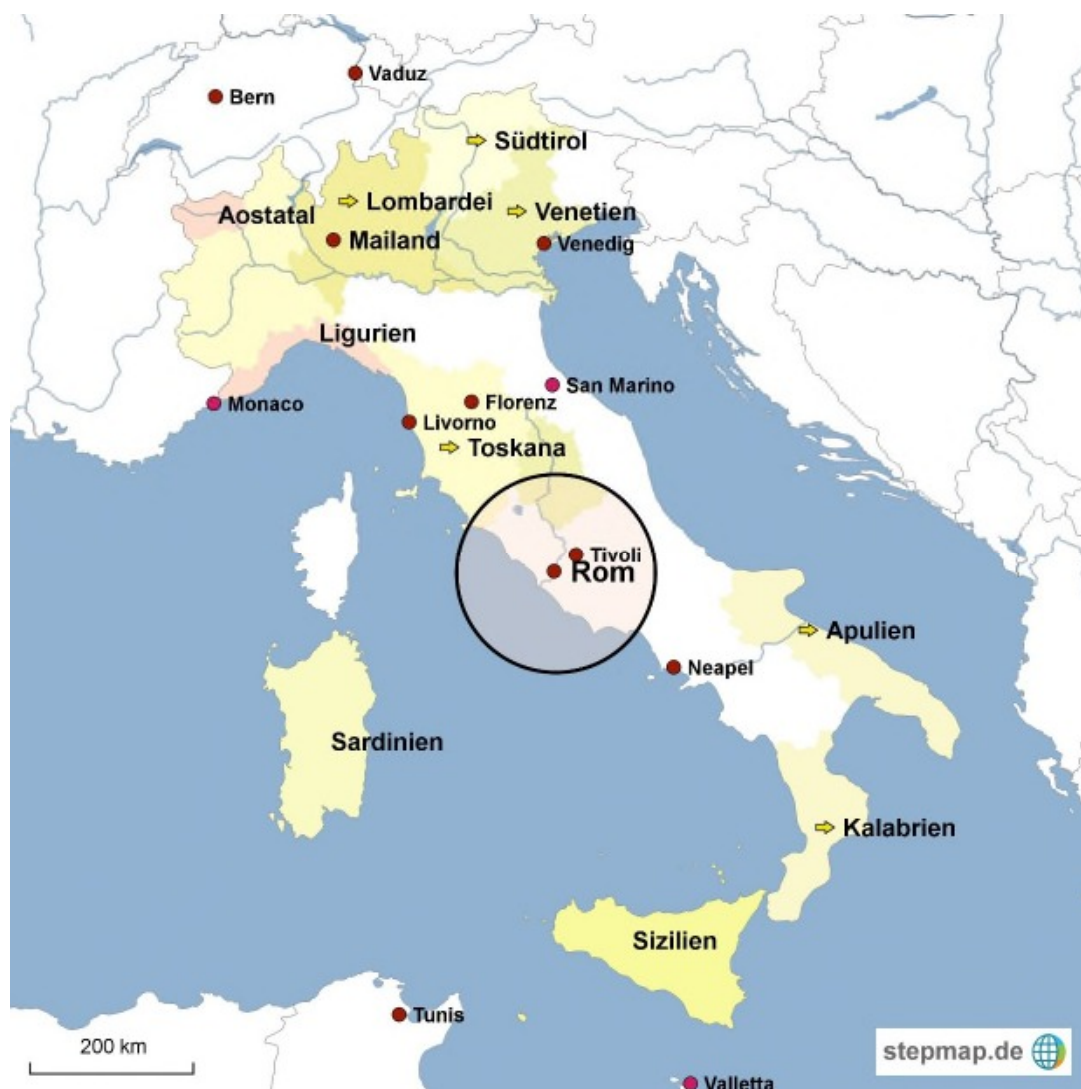 Vaduz
Bern
Südtirol
Lombardei
Aostatal
Venetien
Mailand
Venedig
Ligurien
San Marino
Monaco
Florenz
Livorno
Toskana
Tivoli
Rom
Apulien
Neapel
Sardinien
Kalabrien
Sizilien
Tunis
200 km
stepmap.de
Valletta